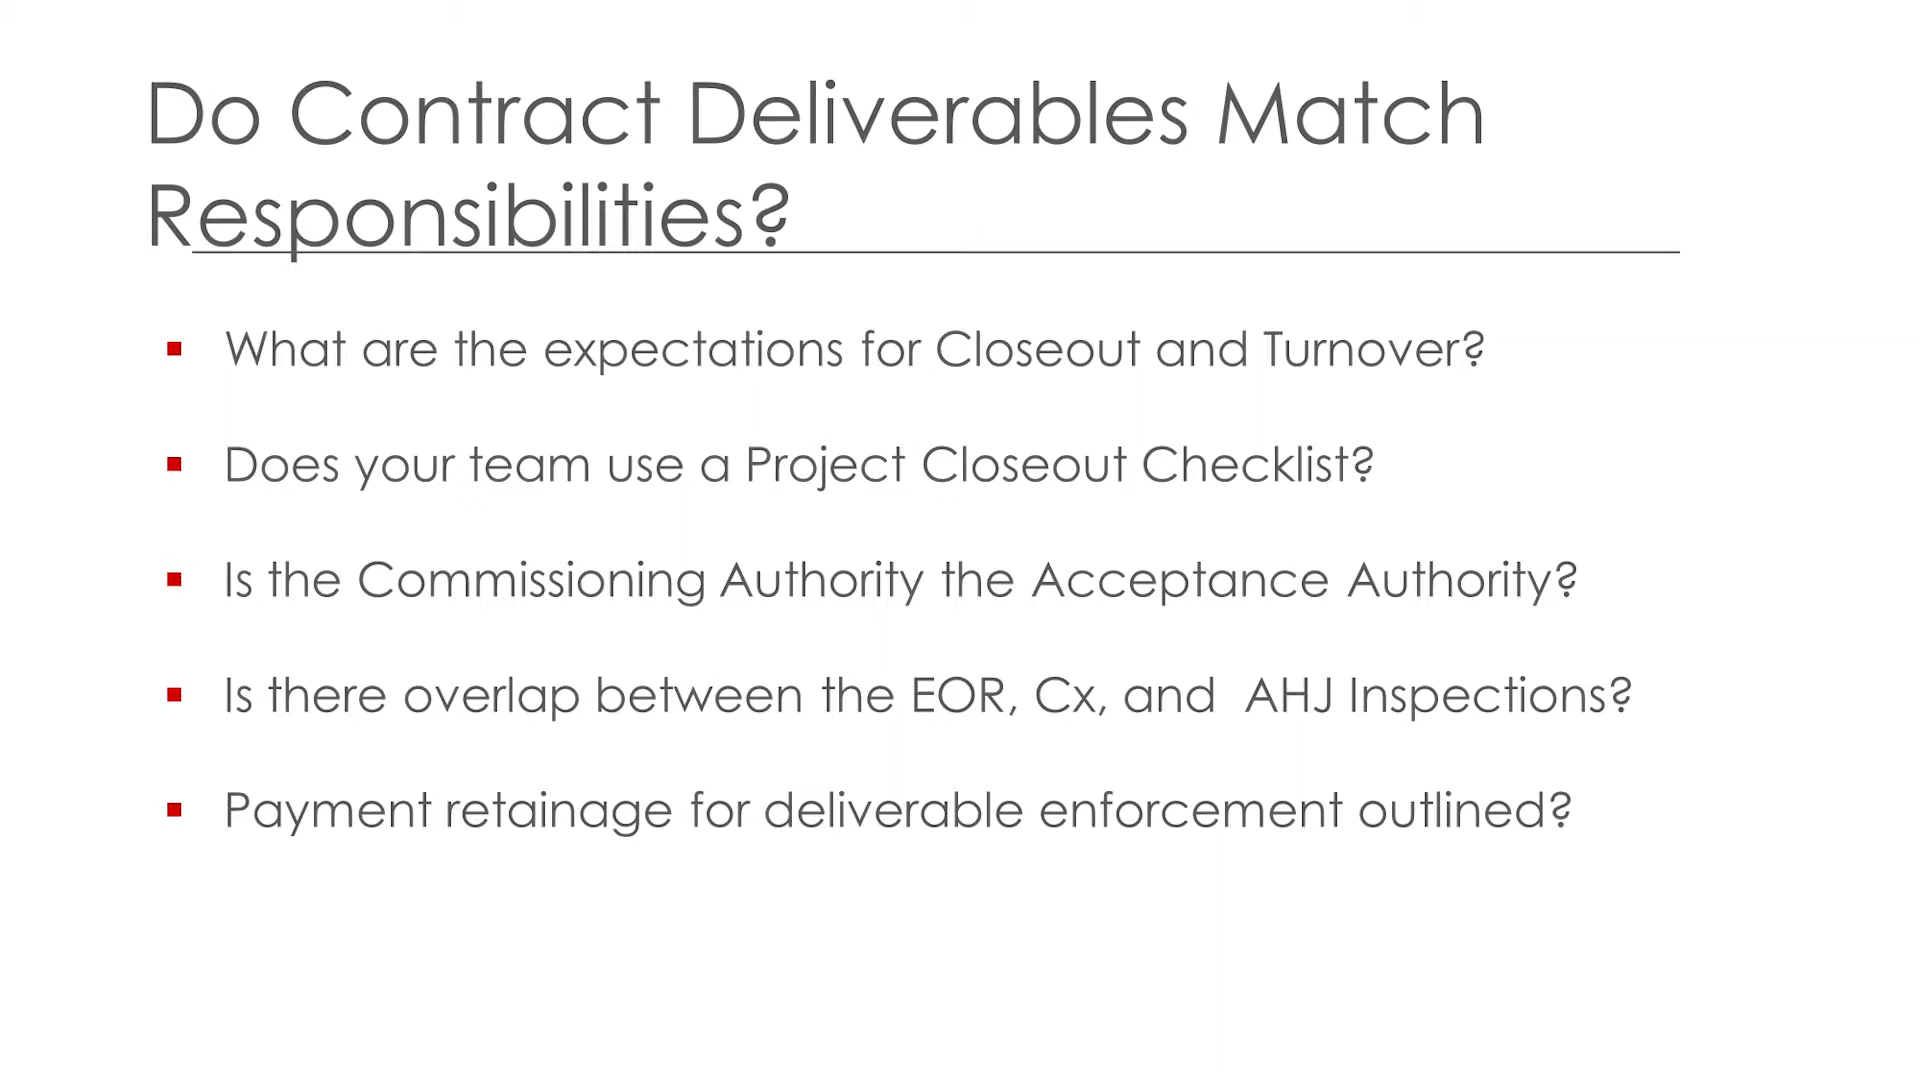 Do Contract Deliverables Match
Responsibilities?
▪ What are the expectations for Closeout and Turnover?
▪ Does your team use a Project Closeout Checklist?
▪ Is the Commissioning Authority the Acceptance Authority?
▪ Is there overlap between the EOR, Cx, and  AHJ Inspections?
▪ Payment retainage for deliverable enforcement outlined?